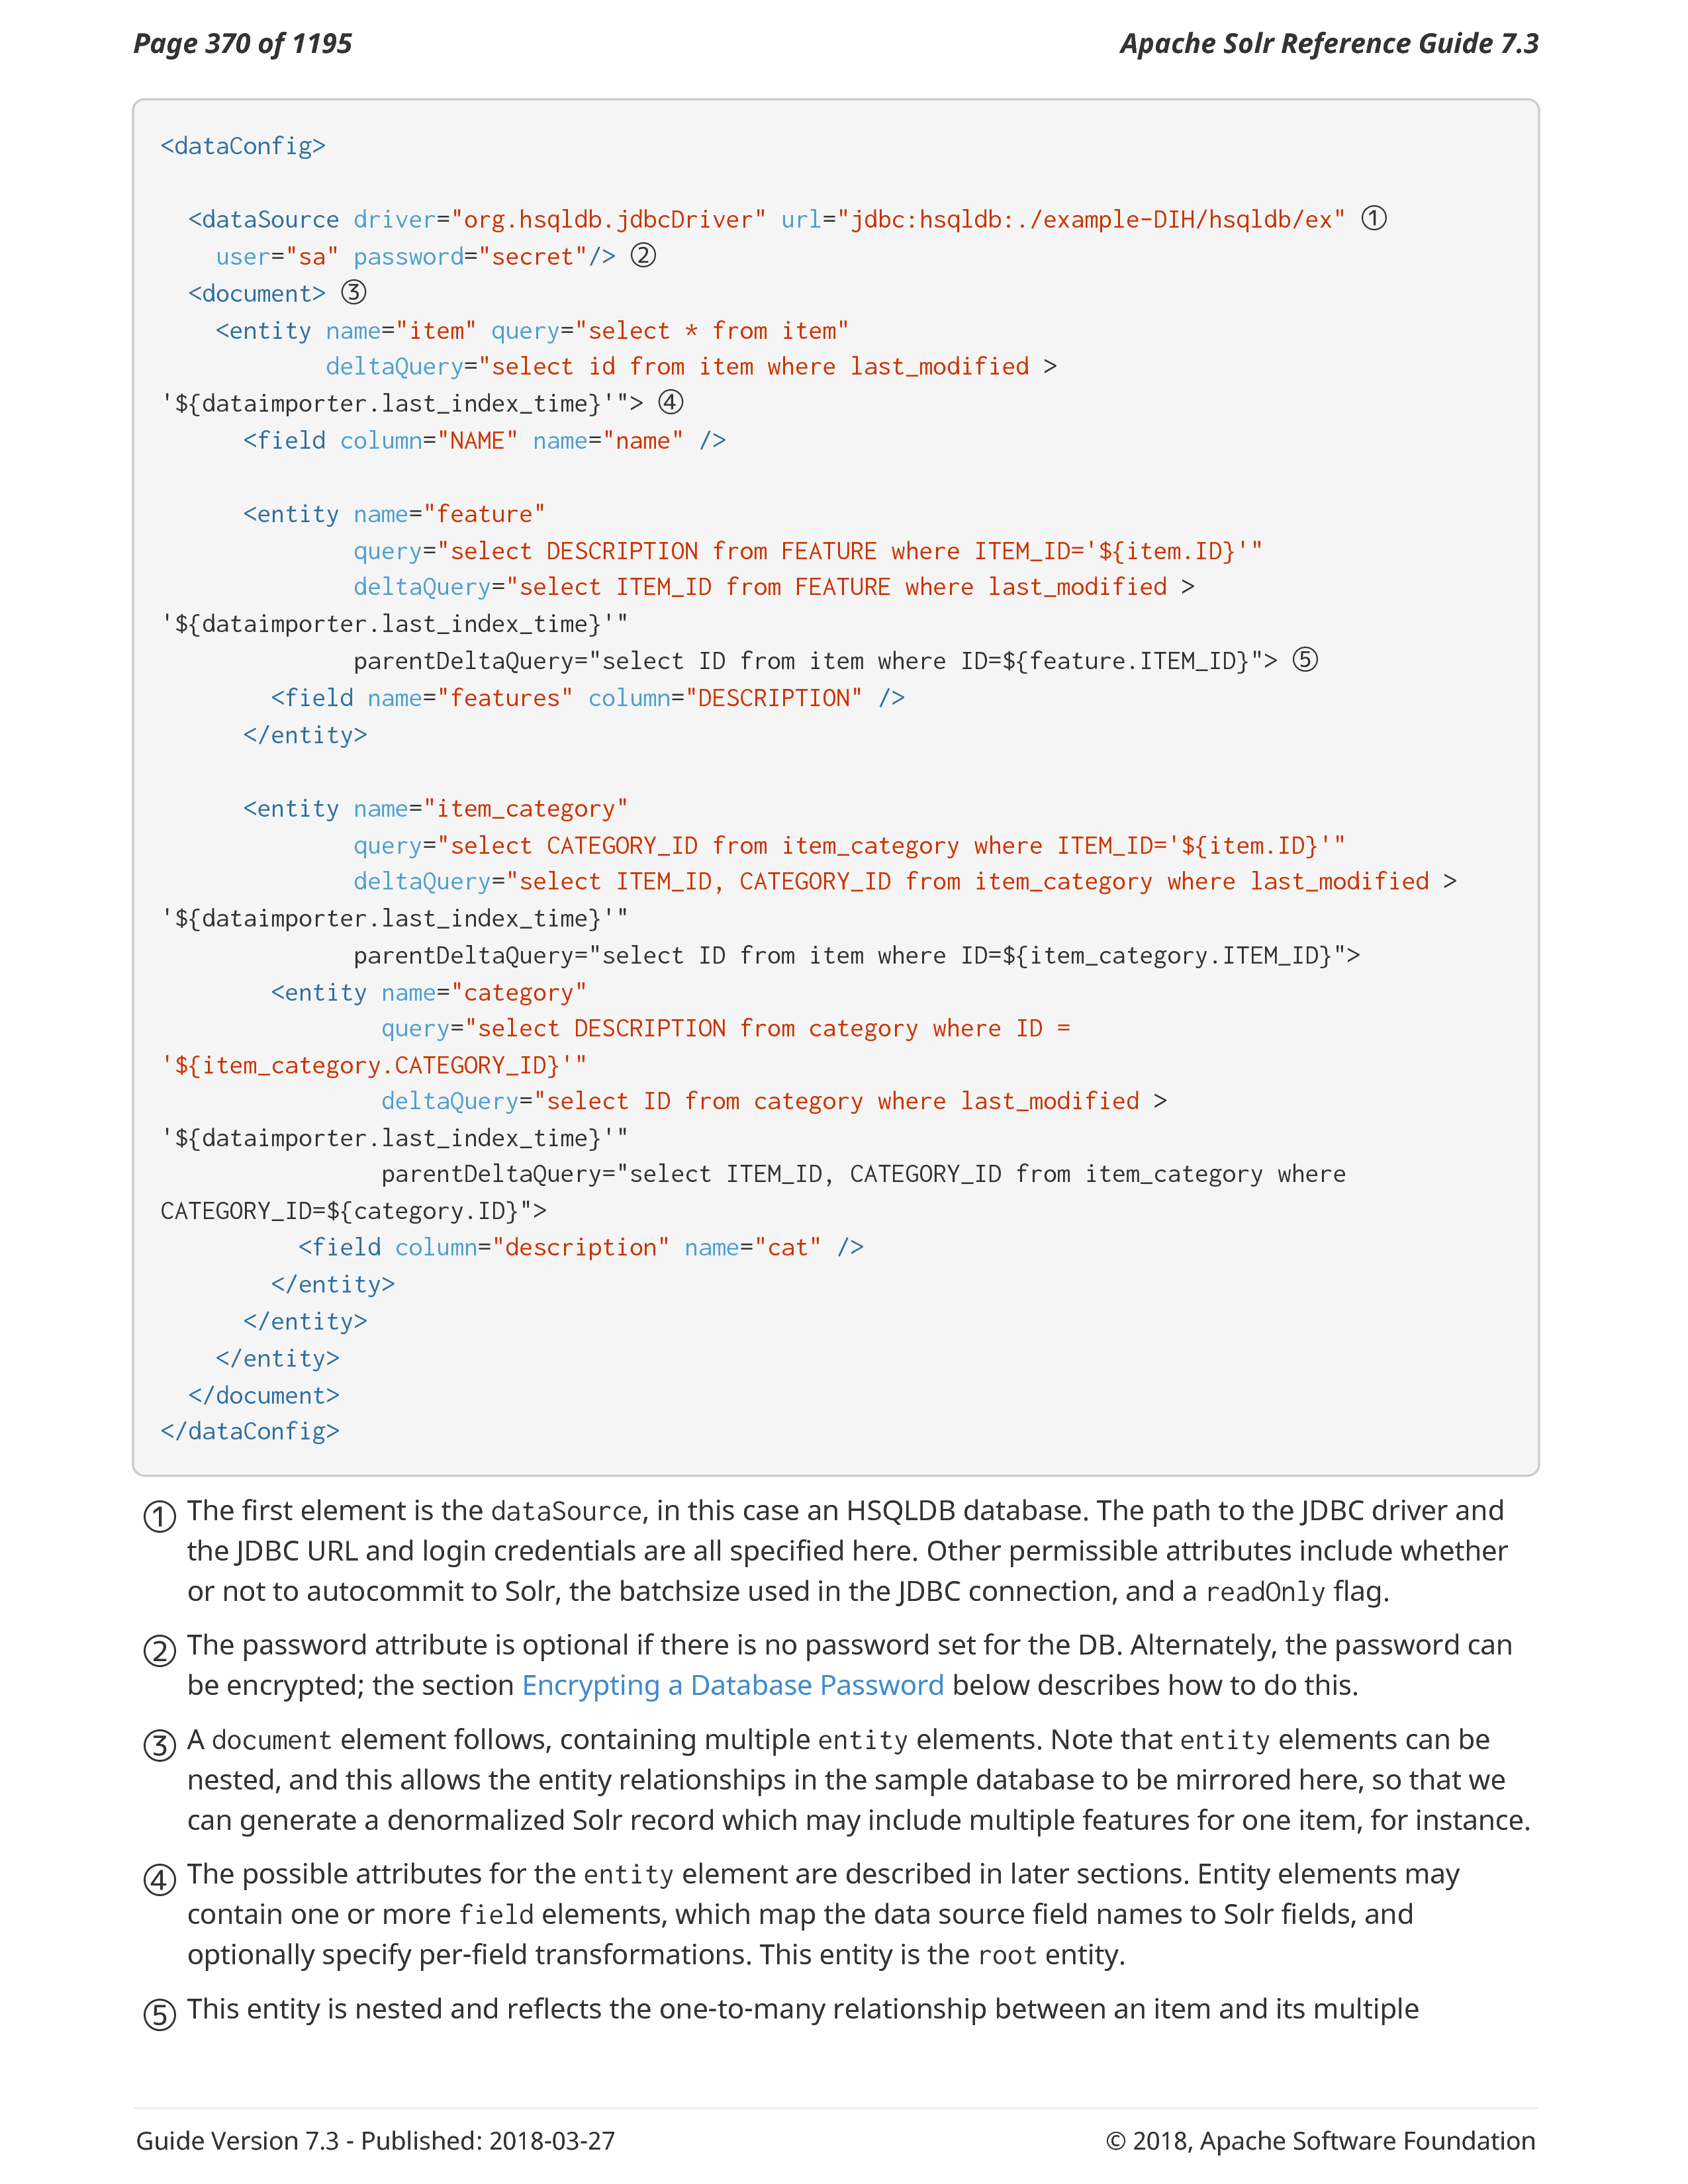 Page 370 of 1195
Apache Solr Reference Guide 7.3
<dataConfig>
  <dataSource driver="org.hsqldb.jdbcDriver" url="jdbc:hsqldb:./example-DIH/hsqldb/ex" ①
    user="sa" password="secret"/> ②
  <document> ③
    <entity name="item" query="select * from item"
            deltaQuery="select id from item where last_modified >
'${dataimporter.last_index_time}'"> ④
      <field column="NAME" name="name" />
      <entity name="feature"
              query="select DESCRIPTION from FEATURE where ITEM_ID='${item.ID}'"
              deltaQuery="select ITEM_ID from FEATURE where last_modified >
'${dataimporter.last_index_time}'"
              parentDeltaQuery="select ID from item where ID=${feature.ITEM_ID}"> ⑤
        <field name="features" column="DESCRIPTION" />
      </entity>
      <entity name="item_category"
              query="select CATEGORY_ID from item_category where ITEM_ID='${item.ID}'"
              deltaQuery="select ITEM_ID, CATEGORY_ID from item_category where last_modified >
'${dataimporter.last_index_time}'"
              parentDeltaQuery="select ID from item where ID=${item_category.ITEM_ID}">
        <entity name="category"
                query="select DESCRIPTION from category where ID =
'${item_category.CATEGORY_ID}'"
                deltaQuery="select ID from category where last_modified >
'${dataimporter.last_index_time}'"
                parentDeltaQuery="select ITEM_ID, CATEGORY_ID from item_category where
CATEGORY_ID=${category.ID}">
          <field column="description" name="cat" />
        </entity>
      </entity>
    </entity>
  </document>
</dataConfig>
① The first element is the dataSource, in this case an HSQLDB database. The path to the JDBC driver and
the JDBC URL and login credentials are all specified here. Other permissible attributes include whether
or not to autocommit to Solr, the batchsize used in the JDBC connection, and a readOnly flag.
② The password attribute is optional if there is no password set for the DB. Alternately, the password can
be encrypted; the section Encrypting a Database Password below describes how to do this.
③ A document element follows, containing multiple entity elements. Note that entity elements can be
nested, and this allows the entity relationships in the sample database to be mirrored here, so that we
can generate a denormalized Solr record which may include multiple features for one item, for instance.
④ The possible attributes for the entity element are described in later sections. Entity elements may
contain one or more field elements, which map the data source field names to Solr fields, and
optionally specify per-field transformations. This entity is the root entity.
⑤ This entity is nested and reflects the one-to-many relationship between an item and its multiple
Guide Version 7.3 - Published: 2018-03-27
© 2018, Apache Software Foundation